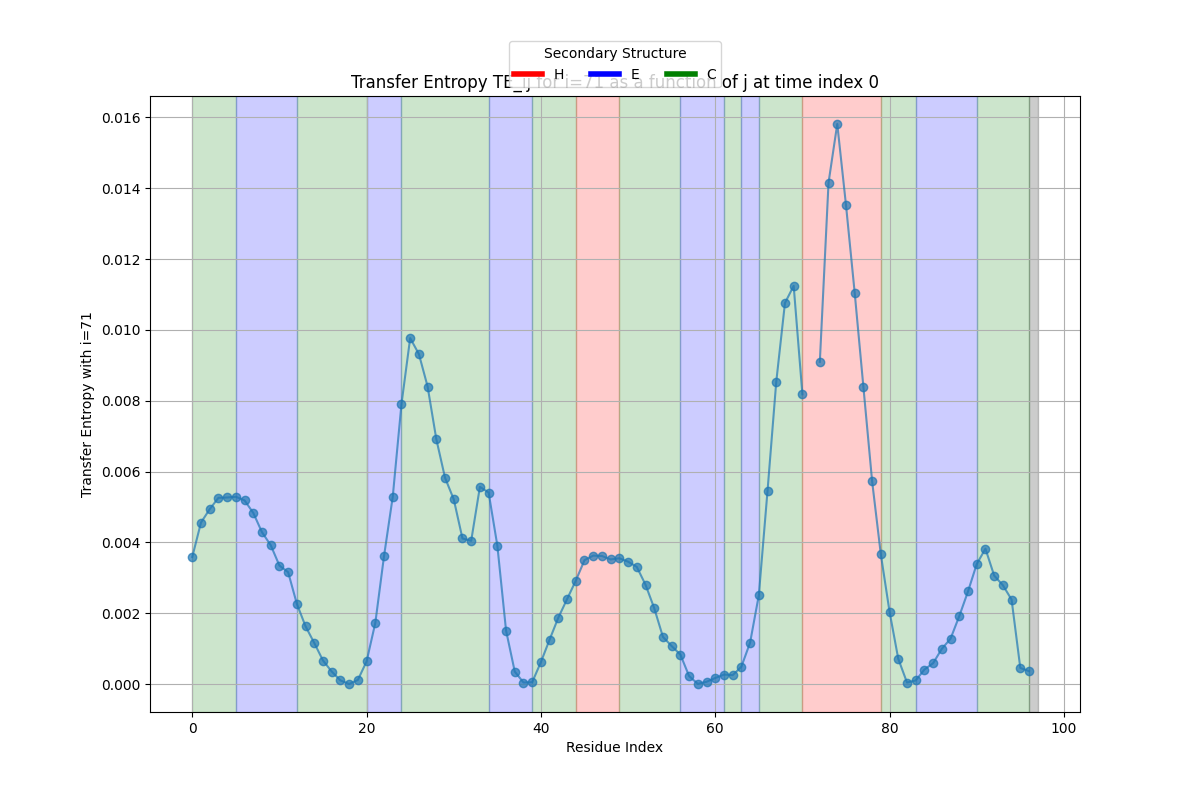 Secondary Structure
H E C
Transfer Entropy TE_ij for i=71 as a function of j at time index 0
0.016
0.014
0.012
0.010
0.008
0.006
0.004
0.002
0.000
Transfer Entropy with i=71
0 20 40 60 80 100
Residue Index